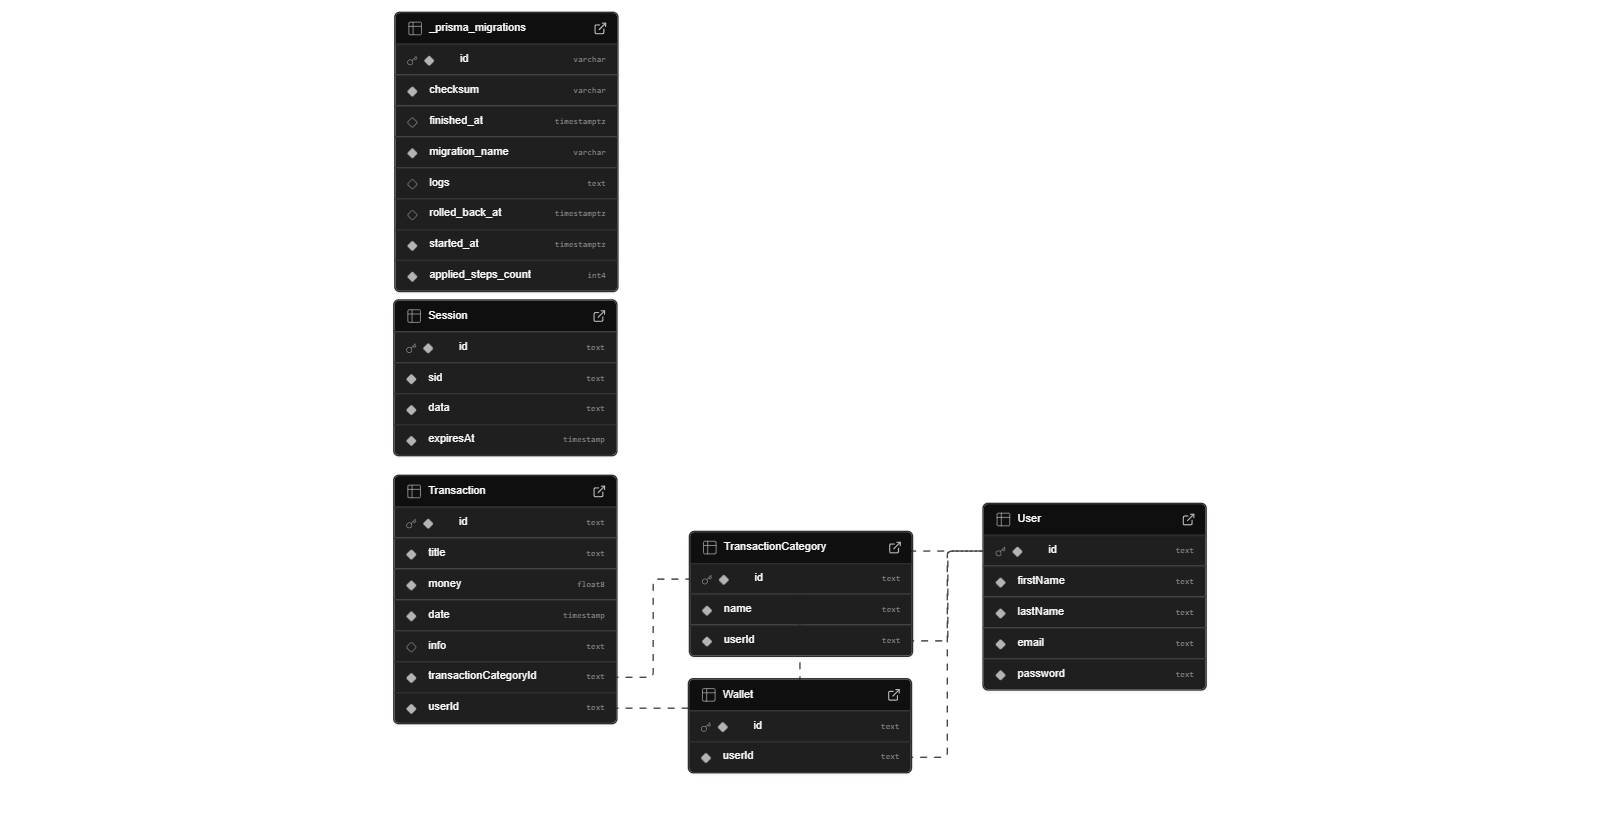 _prisma_migrations
id varchar
checksum varchar
finished_at timestamptz
migration_name varchar
logs text
rolled_back_at timestamptz
started_at timestamptz
applied_steps_count int4
Session
id text
sid text
data text
expiresAt timestamp
Transaction
id text
title text
money float8
date timestamp
info text
transactionCategoryId text
userId text
TransactionCategory
id text
name text
userId text
Wallet
id text
userId text
User
id text
firstName text
lastName text
email text
password text